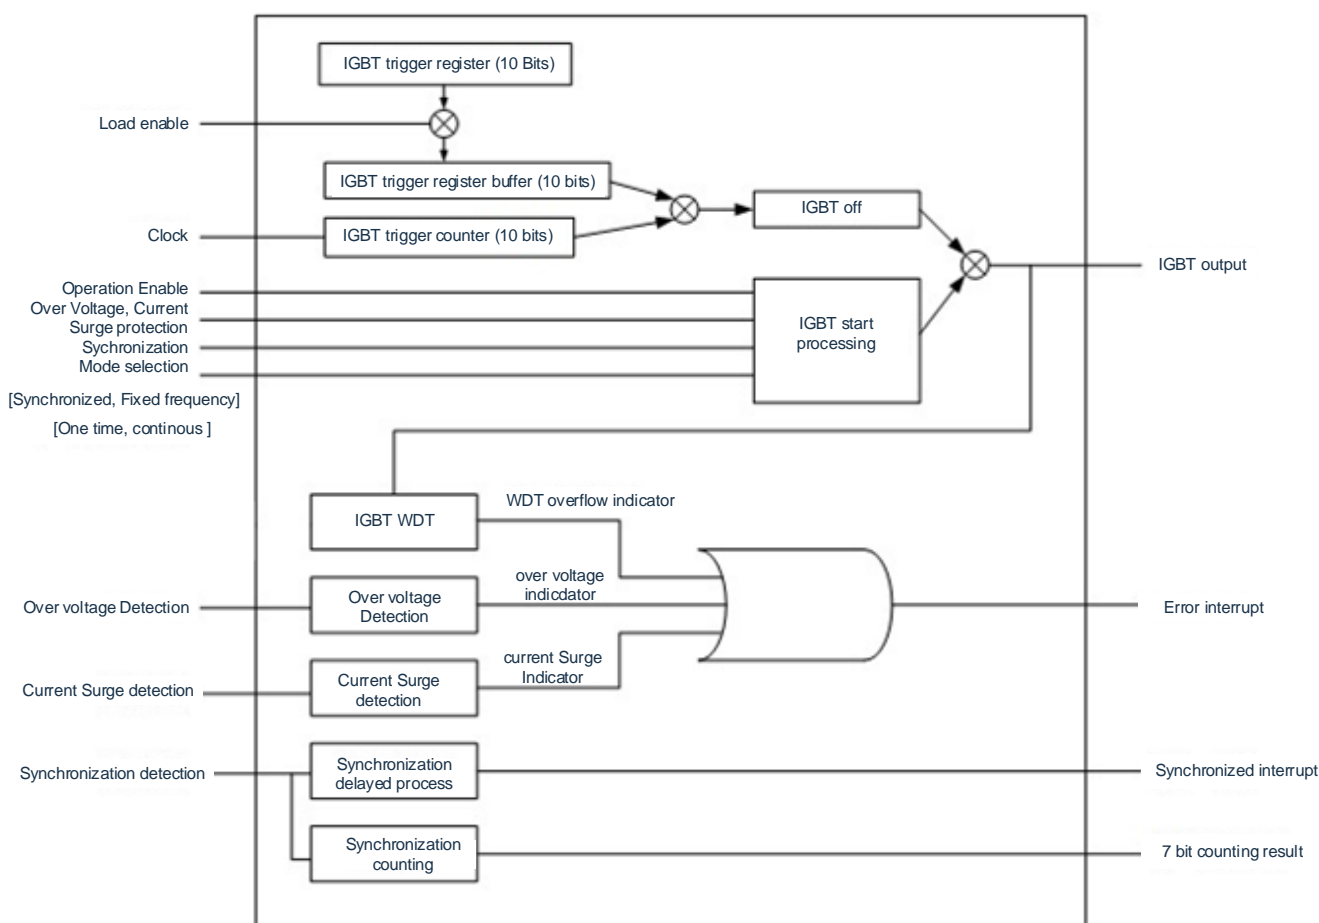 IGBT trigger register (10 Bits)
Load enable
IGBT trigger register buffer (10 bits)
IGBT off
Clock
IGBT trigger counter (10 bits)
IGBT output
Operation Enable
Over Voltage, Current
Surge protection
Sychronization
Mode selection
[Synchronized, Fixed frequency]
[One time, continous ]
IGBT start
processing
WDT overflow indicator
IGBT WDT
over voltage
indicdator
Over voltage Detection
Over voltage
Detection
Error interrupt
current Surge
Indicator
Current Surge detection
Current Surge
detection
Synchronization detection
Synchronization
delayed process
Synchronized interrupt
Synchronization
counting
7 bit counting result